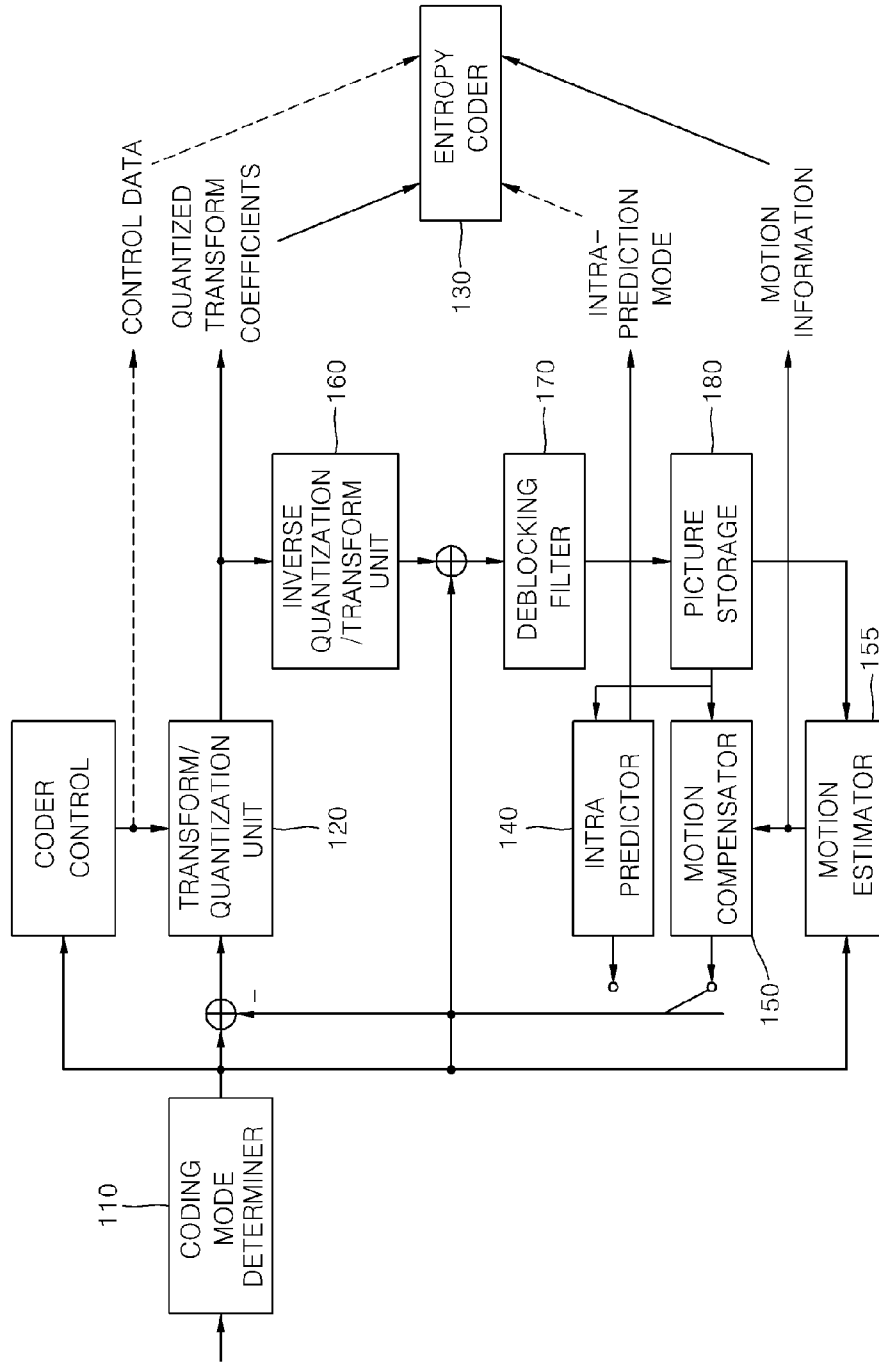 110
CODING
MODE
DETERMINER
CODER
CONTROL
TRANSFORM/
QUANTIZATION
UNIT
120
-
CONTROL DATA
QUANTIZED
TRANSFORM
COEFFICIENTS
INVERSE
QUANTIZATION
/TRANSFORM
UNIT
160
ENTROPY
CODER
130
DEBLOCKING
FILTER
170
INTRA-
PREDICTION
MODE
140
INTRA
PREDICTOR
PICTURE
STORAGE
180
MOTION
COMPENSATOR
150
MOTION
INFORMATION
MOTION
ESTIMATOR
155